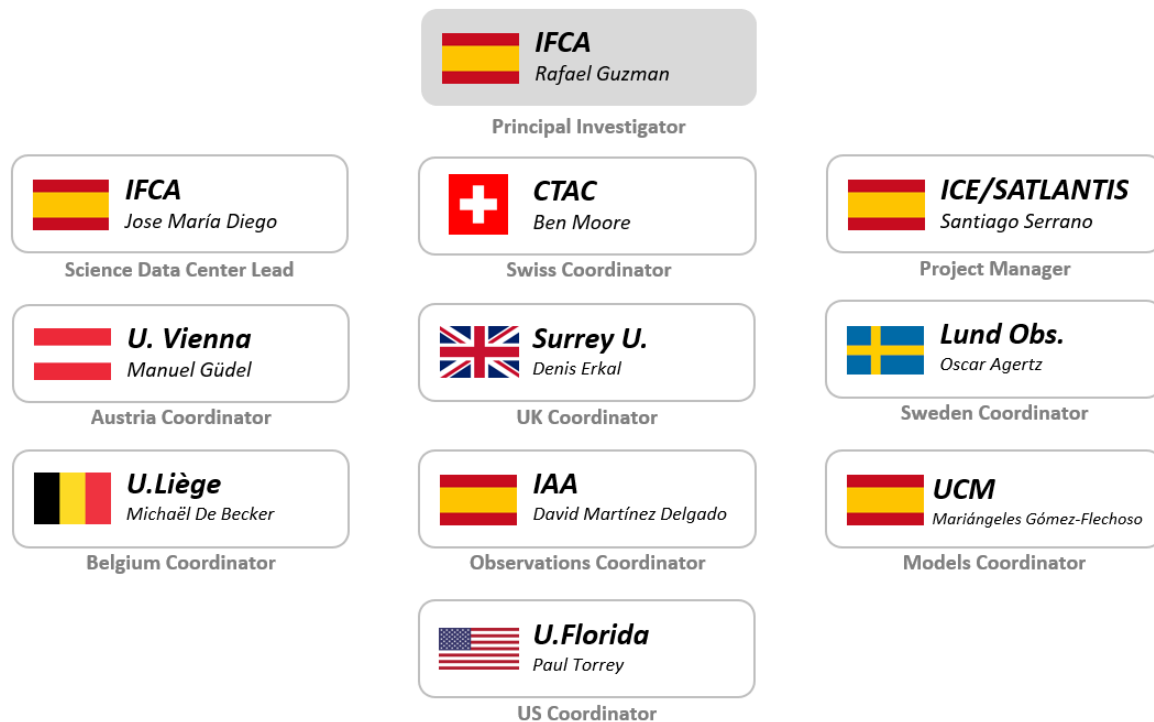 IFCA
Rafael Guzman
Principal Investigator
IFCA
Jose María Diego
Science Data Center Lead
CTAC
Ben Moore
Swiss Coordinator
ICE/SATLANTIS
Santiago Serrano
Project Manager
U. Vienna
Manuel Güdel
Austria Coordinator
Surrey U.
Denis Erkal
UK Coordinator
Lund Obs.
Oscar Agertz
Sweden Coordinator
U.Liège
Michaël De Becker
Belgium Coordinator
IAA
David Martínez Delgado
Observations Coordinator
UCM
Mariángeles Gómez-Flechoso
Models Coordinator
U.Florida
Paul Torrey
US Coordinator